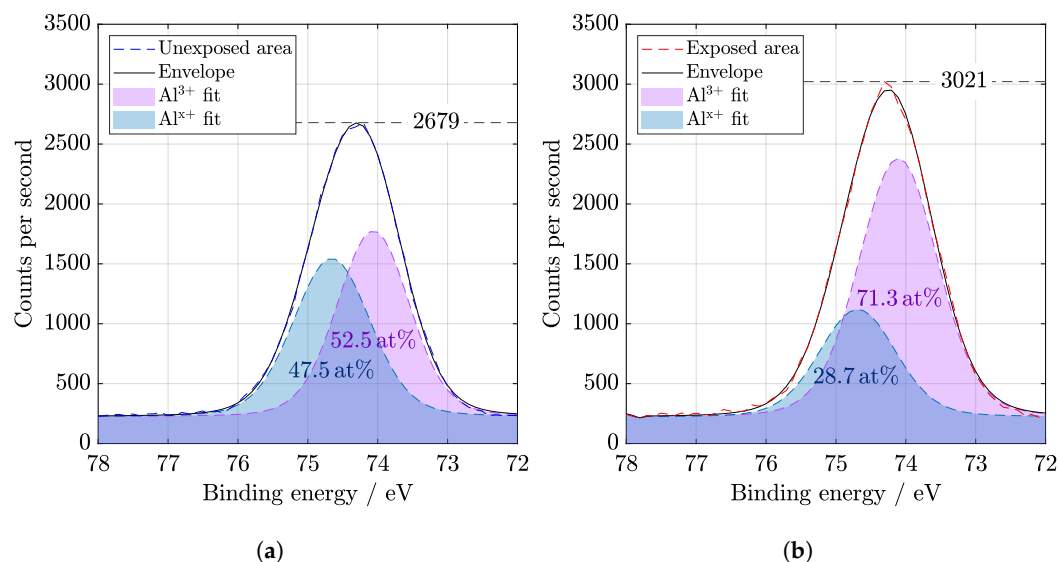 3500
3000
2500
2000
1500
1000
500
0
Counts per second
Unexposed area
Envelope
Al³⁺ fit
Alˣ⁺ fit
2679
52.5 at%
47.5 at%
78 77 76 75 74 73 72
Binding energy / eV
(a)
3500
3000
2500
2000
1500
1000
500
0
Counts per second
Exposed area
Envelope
Al³⁺ fit
Alˣ⁺ fit
3021
71.3 at%
28.7 at%
78 77 76 75 74 73 72
Binding energy / eV
(b)